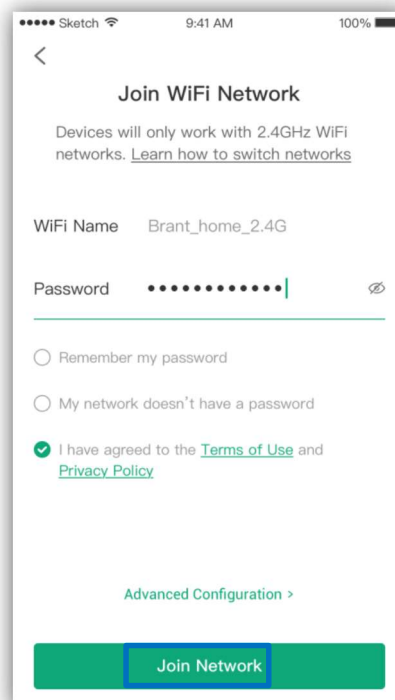 ●●●●● Sketch 9:41 AM 100%
Join WiFi Network
Devices will only work with 2.4GHz WiFi
networks. Learn how to switch networks
WiFi Name Brant_home_2.4G
Password ••••••••••••
Remember my password
My network doesn't have a password
I have agreed to the Terms of Use and
Privacy Policy
Advanced Configuration >
Join Network